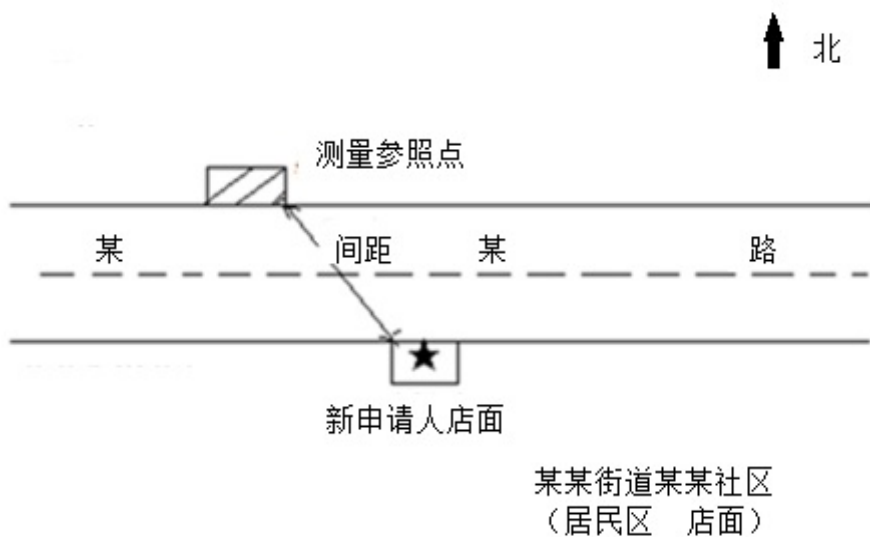 北
测量参照点
某 间距 某 路
新申请人店面
某某街道某某社区
（居民区 店面）